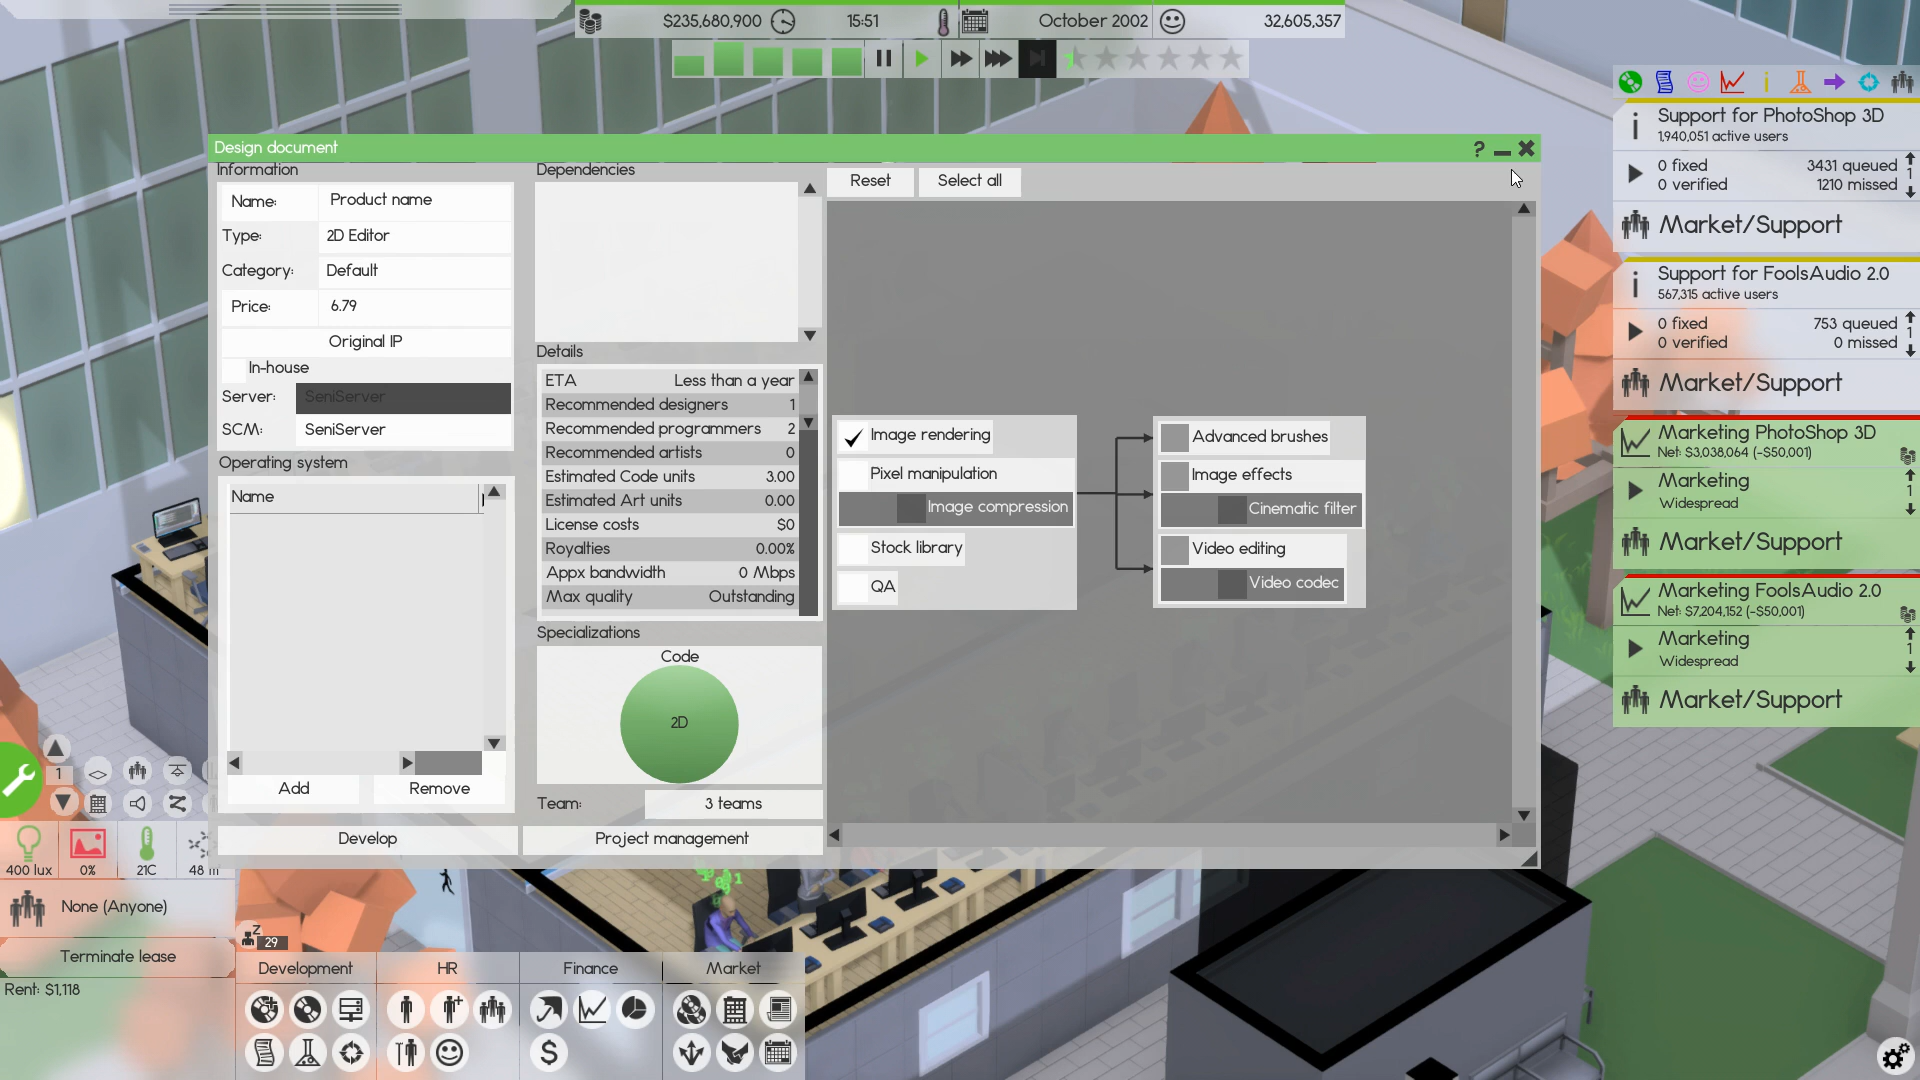 $235,680,900
15:51
October 2002
32,605,357
Design document
?
Information
Name:
Product name
Type:
2D Editor
Category:
Default
Price:
6.79
Original IP
In-house
Server:
SeniServer
SCM:
SeniServer
Operating system
Name
Add
Remove
Develop
Dependencies
Details
ETA
Less than a year
Recommended designers
1
Recommended programmers
2
Recommended artists
0
Estimated Code units
3.00
Estimated Art units
0.00
License costs
$0
Royalties
0.00%
Appx bandwidth
0 Mbps
Max quality
Outstanding
Specializations
Code
2D
Team:
3 teams
Project management
Reset
Select all
Image rendering
Pixel manipulation
Image compression
Stock library
QA
Advanced brushes
Image effects
Cinematic filter
Video editing
Video codec
Support for PhotoShop 3D
1,940,051 active users
0 fixed
3431 queued
0 verified
1210 missed
1
Market/Support
Support for FoolsAudio 2.0
567,315 active users
0 fixed
753 queued
0 verified
0 missed
1
Market/Support
Marketing PhotoShop 3D
Net: $3,038,064 (-$50,001)
Marketing
Widespread
1
Market/Support
Marketing FoolsAudio 2.0
Net: $7,204,152 (-$50,001)
Marketing
Widespread
1
Market/Support
1
400 lux
0%
21C
48 m
None (Anyone)
Terminate lease
Rent: $1,118
29
Development
HR
Finance
Market